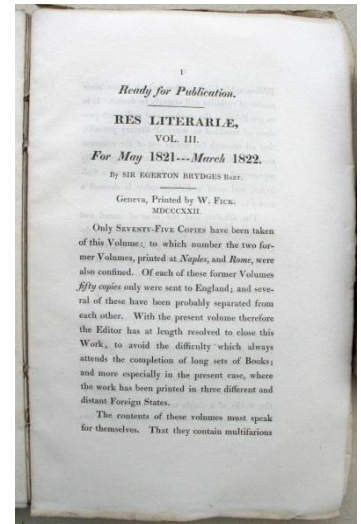 1
Ready for Publication.
RES LITERARIÆ,
VOL. III.
For May 1821---March 1822.
By SIR EGERTON BRYDGES Bart.
Geneva, Printed by W. Fick.
MDCCCXXII.
Only Seventy-Five Copies have been taken
of this Volume; to which number the two for-
mer Volumes, printed at Naples, and Rome, were
also confined. Of each of these former Volumes
fifty copies only were sent to England; and seve-
ral of these have been probably separated from
each other. With the present volume therefore
the Editor has at length resolved to close this
Work, to avoid the difficulty which always
attends the completion of long sets of Books;
and more especially in the present case, where
the work has been printed in three different and
distant Foreign States.
The contents of these volumes must speak
for themselves. That they contain multifarious